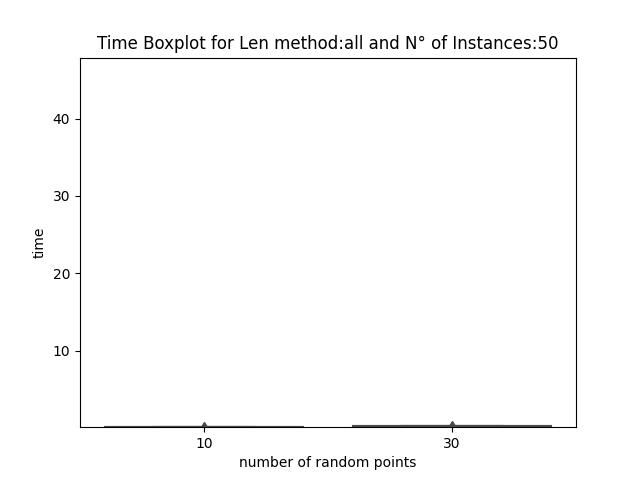 Time Boxplot for Len method:all and N° of Instances:50
40
30
20
10
time
10 30
number of random points